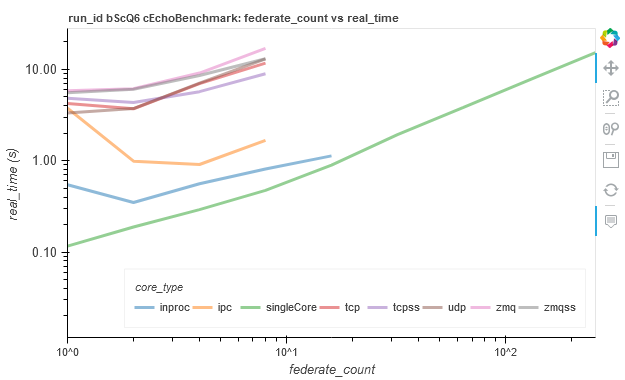 run_id bScQ6 cEchoBenchmark: federate_count vs real_time
real_time (s)
10.00
1.00
0.10
core_type
inproc ipc singleCore tcp tcpss udp zmq zmqss
10^0 10^1 10^2
federate_count